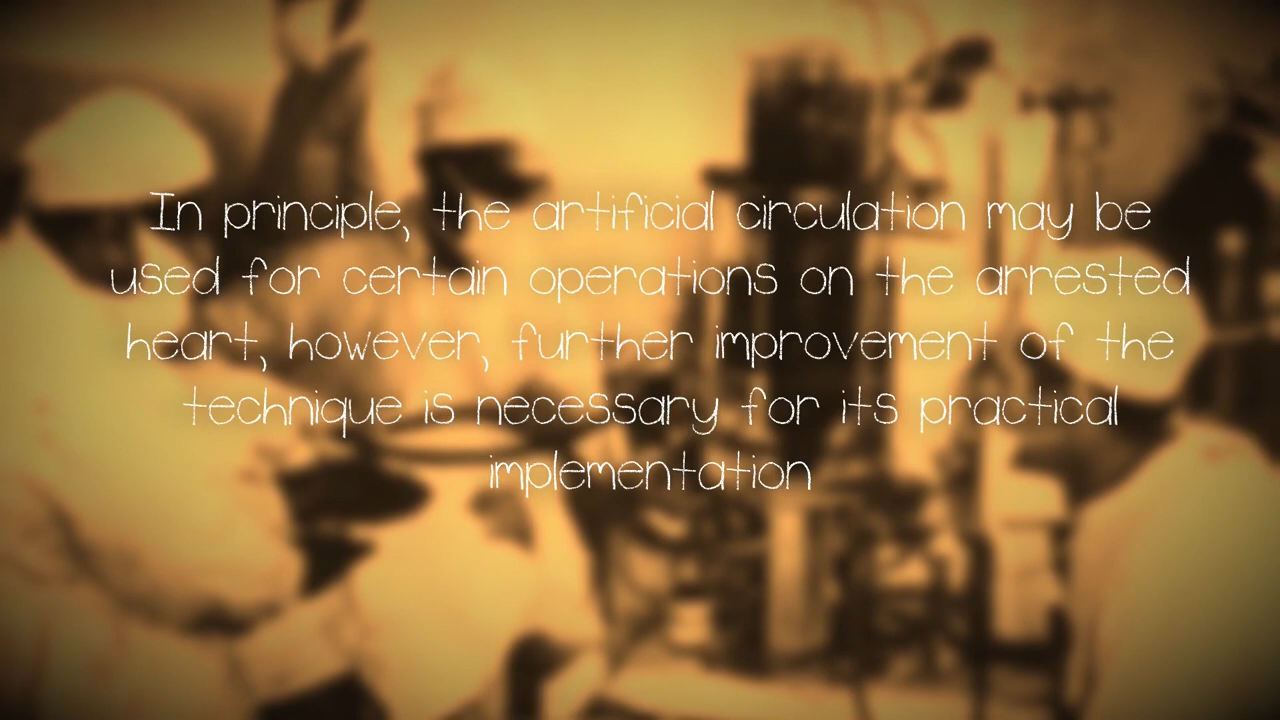 In principle, the artificial circulation may be
used for certain operations on the arrested
heart, however, further improvement of the
technique is necessary for its practical
implementation